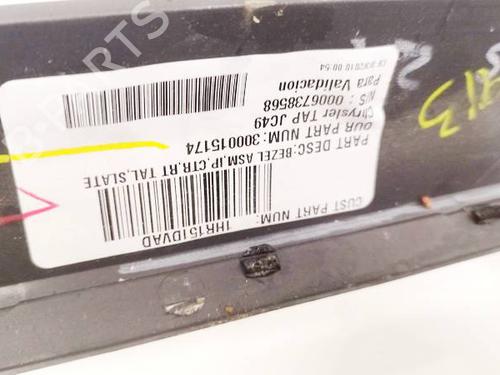 CUST PART NUM:
1HR151DVAD
PART DESC:BEZEL ASM,IP,CTR,RT TAL,SLATE
OUR PART NUM:300015174
Chrysler TAP JC49
N/S : 0006738568
Para Validacion
PARTS